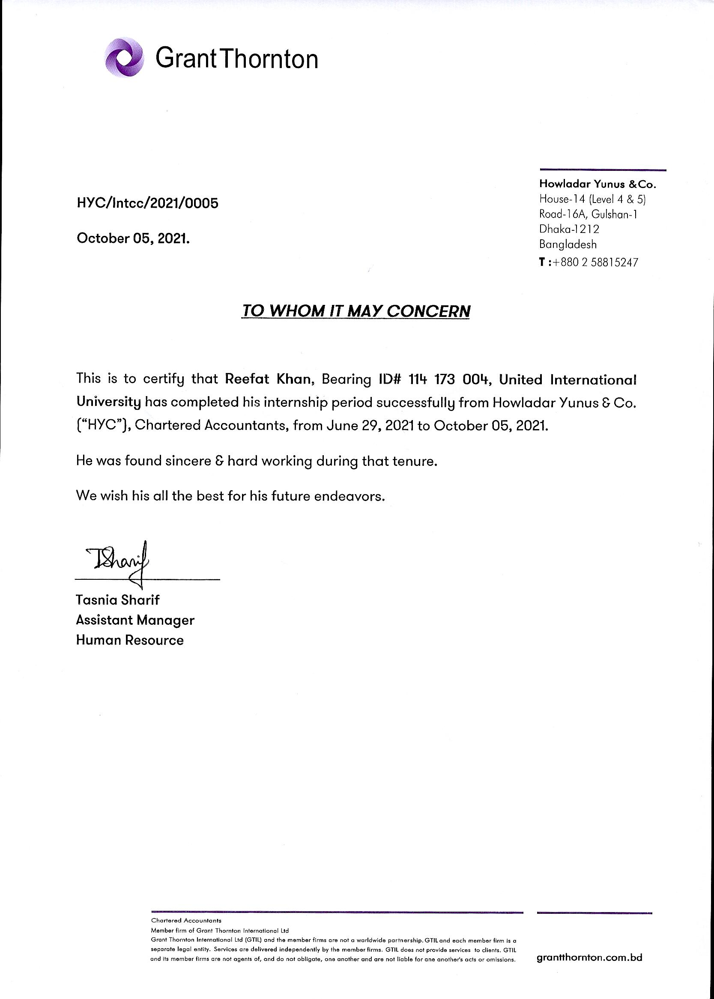 Grant Thornton
Howladar Yunus &Co.
House-14 (Level 4 & 5)
Road-16A, Gulshan-1
Dhaka-1212
Bangladesh
T :+880 2 58815247
HYC/Intcc/2021/0005
October 05, 2021.
TO WHOM IT MAY CONCERN
This is to certify that Reefat Khan, Bearing ID# 114 173 004, United International
University has completed his internship period successfully from Howladar Yunus & Co.
("HYC"), Chartered Accountants, from June 29, 2021 to October 05, 2021.
He was found sincere & hard working during that tenure.
We wish his all the best for his future endeavors.
TSharif
Tasnia Sharif
Assistant Manager
Human Resource
Chartered Accountants
Member firm of Grant Thornton International Ltd
Grant Thornton International Ltd (GTIL) and the member firms are not a worldwide partnership. GTIL and each member firm is a
separate legal entity. Services are delivered independently by the member firms. GTIL does not provide services to clients. GTIL
and its member firms are not agents of, and do not obligate, one another and are not liable for one another's acts or omissions.
grantthornton.com.bd